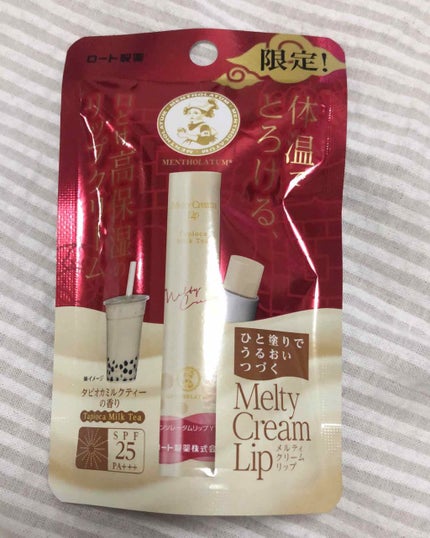 ロート製薬
限定!
体温で
とろける、
高保湿
リップクリーム
MENTHOLATUM
MENTHOLATUM®
Melty Cream
Lip
Tapioca
Milk Tea
Melty
ひと塗りで
うるおい
つづく
Melty
Cream
Lip
メルティ
クリーム
リップ
タピオカミルクティー
の香り
Tapioca Milk Tea
SPF
25
PA+++
ロート製薬株式会